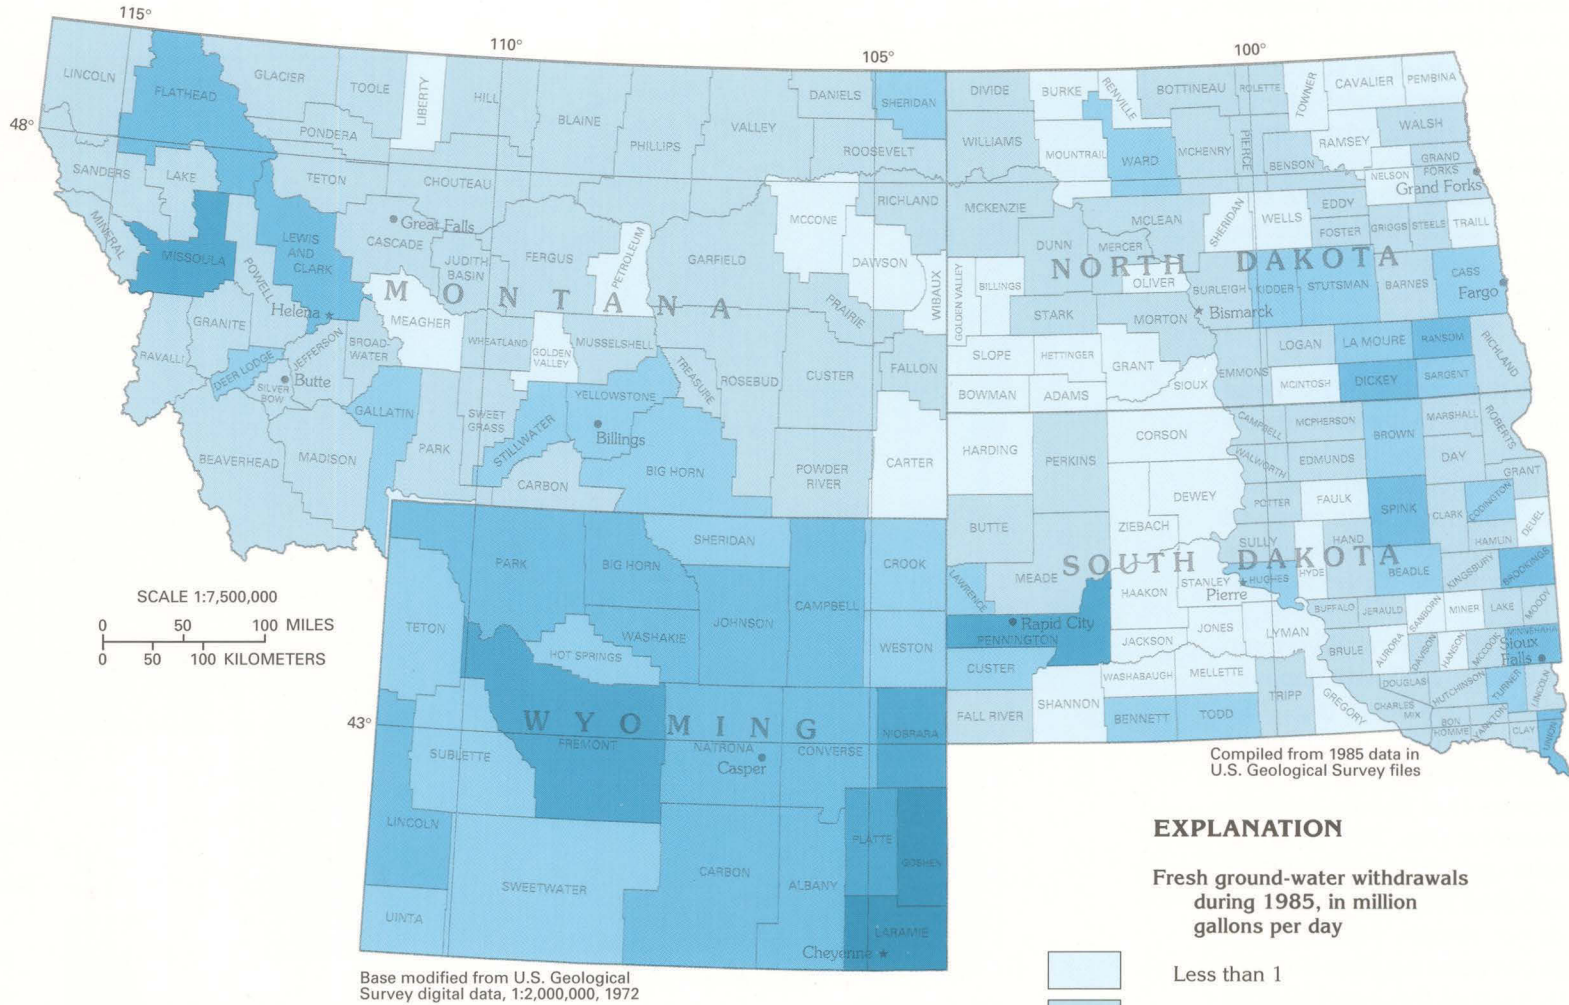 115°
110°
105°
100°
48°
43°
LINCOLN
FLATHEAD
GLACIER
TOOLE
LIBERTY
HILL
BLAINE
PHILLIPS
VALLEY
DANIELS
SHERIDAN
ROOSEVELT
PONDERA
SANDERS
LAKE
TETON
CHOUTEAU
MINERAL
MISSOULA
POWELL
LEWIS
AND
CLARK
Great Falls
CASCADE
JUDITH
BASIN
FERGUS
PETROLEUM
GARFIELD
MCCONE
RICHLAND
DAWSON
WIBAUX
PRAIRIE
MONTANA
Helena
MEAGHER
GRANITE
RAVALLI
DEER LODGE
SILVER
BOW
Butte
JEFFERSON
BROAD-
WATER
WHEATLAND
GOLDEN
VALLEY
MUSSELSHELL
TREASURE
ROSEBUD
CUSTER
FALLON
GALLATIN
PARK
SWEET
GRASS
STILLWATER
YELLOWSTONE
Billings
BIG HORN
CARBON
POWDER
RIVER
CARTER
BEAVERHEAD
MADISON
DIVIDE
BURKE
RENVILLE
BOTTINEAU
ROLETTE
TOWNER
CAVALIER
PEMBINA
WILLIAMS
MOUNTRAIL
WARD
MCHENRY
PIERCE
BENSON
RAMSEY
WALSH
NELSON
GRAND
FORKS
Grand Forks
MCKENZIE
MCLEAN
SHERIDAN
WELLS
EDDY
FOSTER
GRIGGS
STEELE
TRAILL
DUNN
MERCER
OLIVER
NORTH DAKOTA
GOLDEN VALLEY
BILLINGS
STARK
MORTON
BURLEIGH
KIDDER
STUTSMAN
BARNES
CASS
Fargo
Bismarck
SLOPE
HETTINGER
GRANT
SIOUX
EMMONS
LOGAN
LA MOURE
RANSOM
RICHLAND
BOWMAN
ADAMS
MCINTOSH
DICKEY
SARGENT
HARDING
PERKINS
CORSON
CAMPBELL
MCPHERSON
BROWN
MARSHALL
ROBERTS
WALWORTH
EDMUNDS
DAY
GRANT
DEWEY
ZIEBACH
POTTER
FAULK
SPINK
CLARK
CODINGTON
DEUEL
BUTTE
MEADE
LAWRENCE
SULLY
HAND
HAMLIN
SOUTH DAKOTA
HAAKON
STANLEY
HUGHES
Pierre
HYDE
BEADLE
KINGSBURY
BROOKINGS
Rapid City
PENNINGTON
JACKSON
JONES
LYMAN
BUFFALO
JERAULD
SANBORN
MINER
LAKE
MOODY
CUSTER
WASHABAUGH
MELLETTE
BRULE
AURORA
DAVISON
HANSON
MCCOOK
MINNEHAHA
Sioux
Falls
FALL RIVER
SHANNON
BENNETT
TODD
TRIPP
GREGORY
DOUGLAS
CHARLES
MIX
HUTCHINSON
TURNER
LINCOLN
BON
HOMME
YANKTON
CLAY
UNION
PARK
BIG HORN
SHERIDAN
CAMPBELL
CROOK
TETON
WASHAKIE
JOHNSON
HOT SPRINGS
WESTON
WYOMING
FREMONT
SUBLETTE
NATRONA
Casper
CONVERSE
NIOBRARA
LINCOLN
SWEETWATER
CARBON
ALBANY
PLATTE
GOSHEN
UINTA
LARAMIE
Cheyenne
SCALE 1:7,500,000
0 50 100 MILES
0 50 100 KILOMETERS
Base modified from U.S. Geological
Survey digital data, 1:2,000,000, 1972
Compiled from 1985 data in
U.S. Geological Survey files
EXPLANATION
Fresh ground-water withdrawals
during 1985, in million
gallons per day
Less than 1